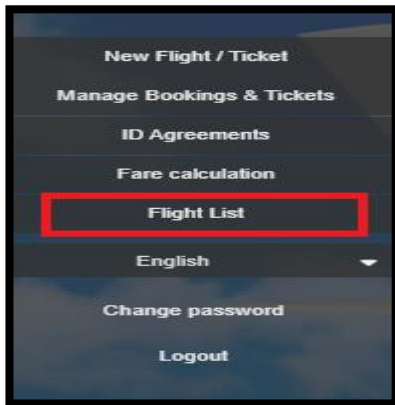 New Flight / Ticket
Manage Bookings & Tickets
ID Agreements
Fare calculation
Flight List
English
Change password
Logout